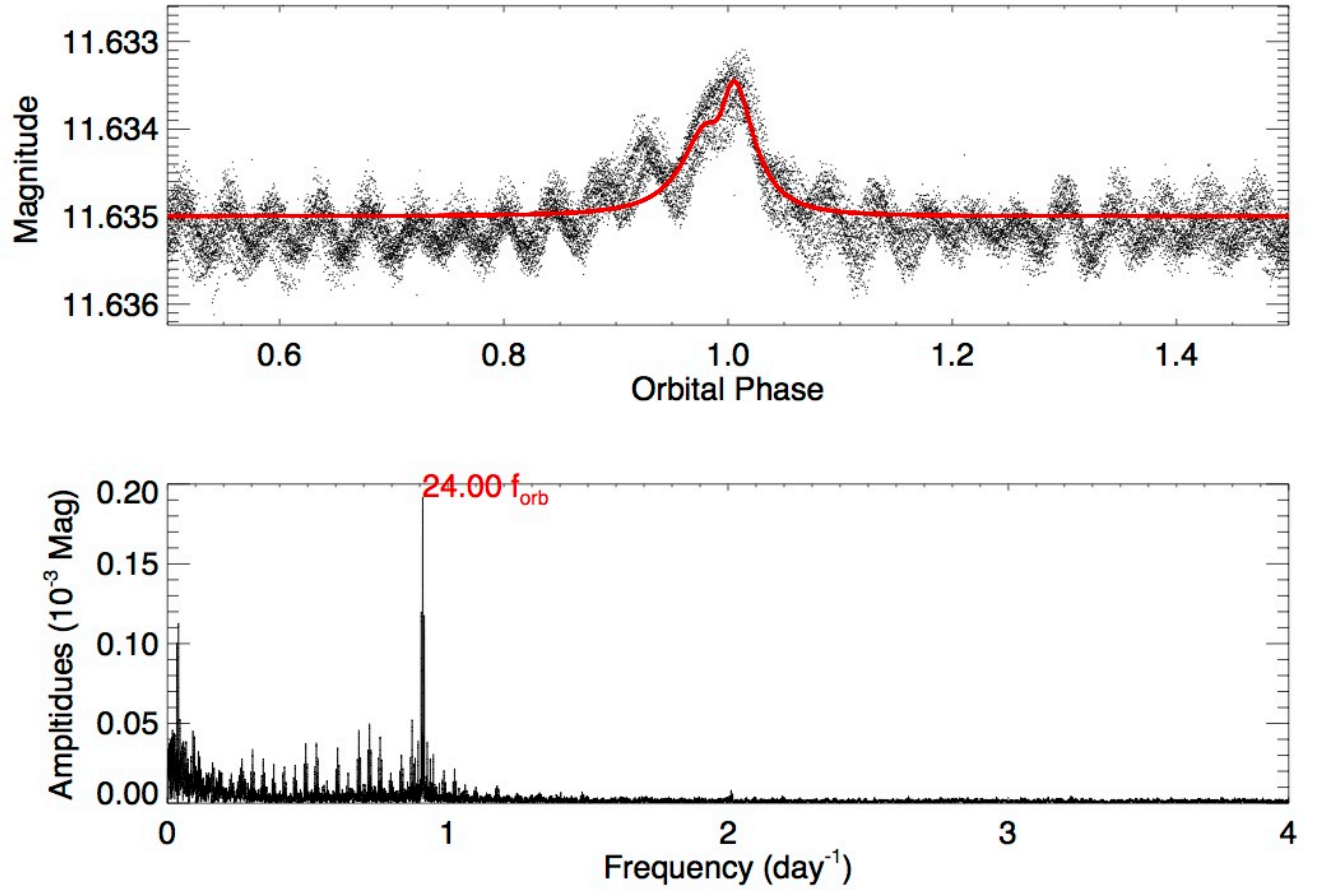 11.633
11.634
11.635
11.636
Magnitude
0.6 0.8 1.0 1.2 1.4
Orbital Phase
24.00 forb
0.20
0.15
0.10
0.05
0.00
Ampltidues (10-3 Mag)
0 1 2 3 4
Frequency (day-1)